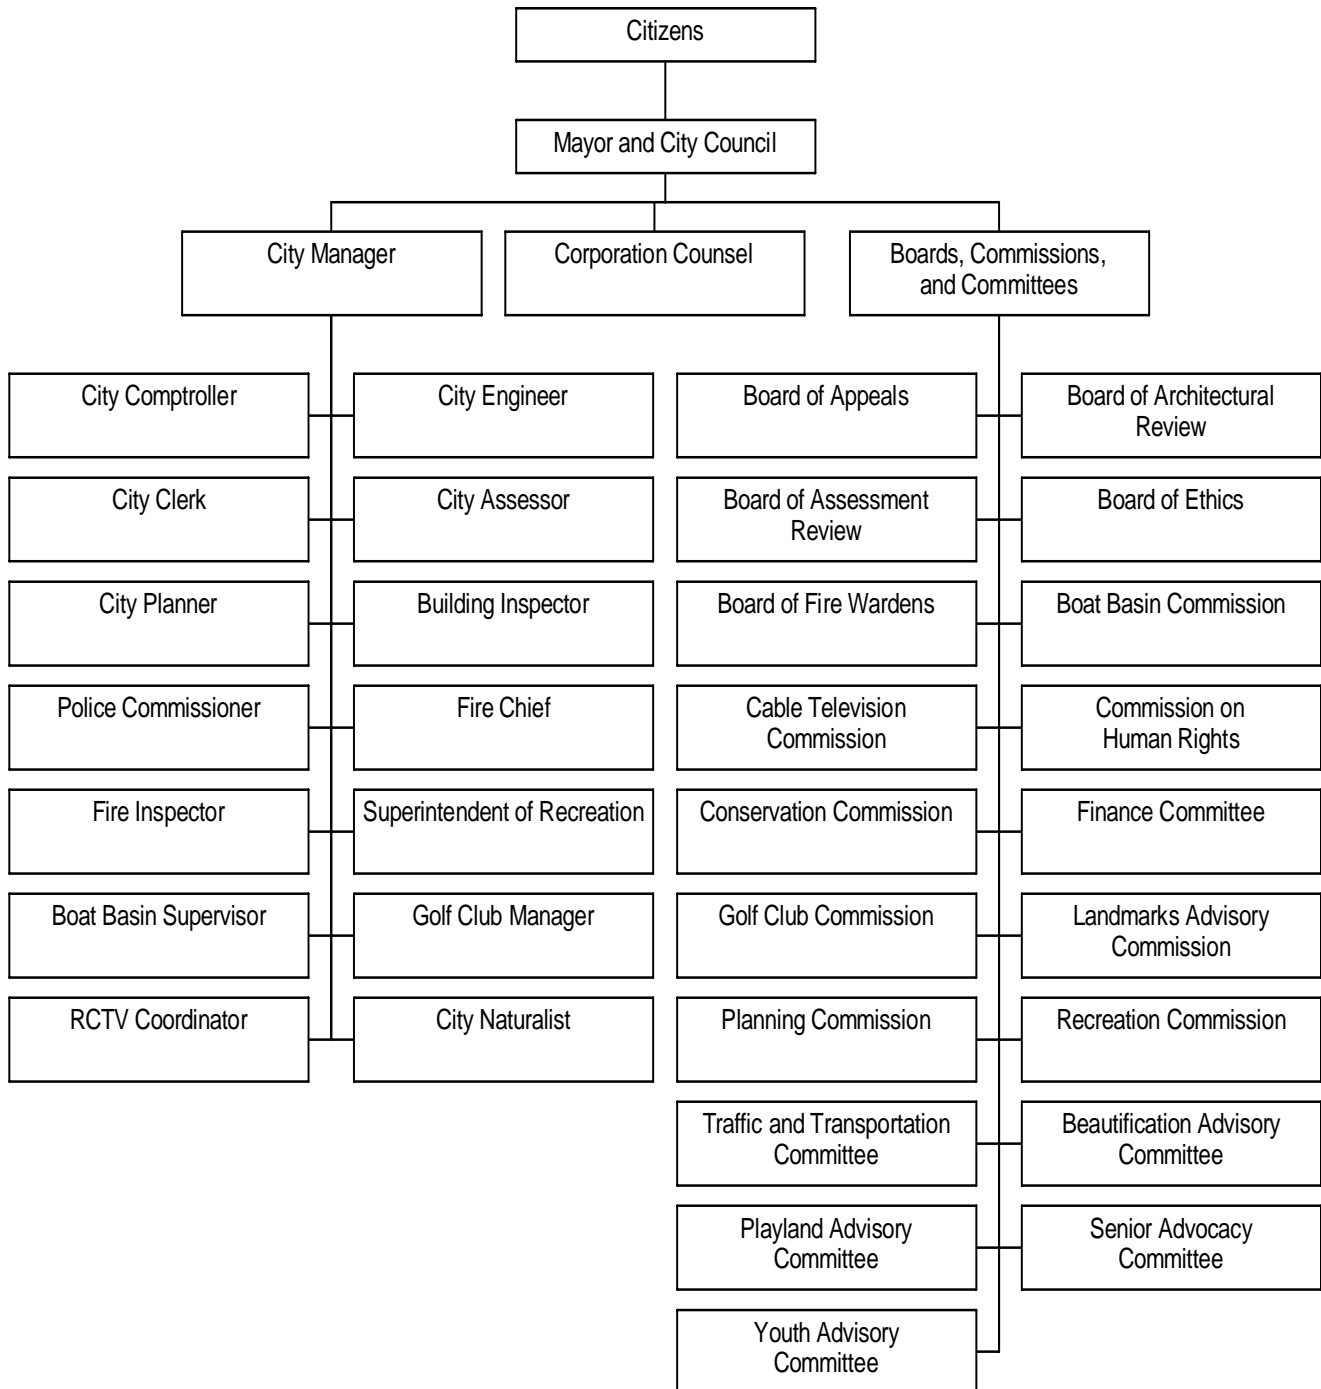 Citizens
Mayor and City Council
City Manager
Corporation Counsel
Boards, Commissions,
and Committees
City Comptroller
City Engineer
Board of Appeals
Board of Architectural
Review
City Clerk
City Assessor
Board of Assessment
Review
Board of Ethics
City Planner
Building Inspector
Board of Fire Wardens
Boat Basin Commission
Police Commissioner
Fire Chief
Cable Television
Commission
Commission on
Human Rights
Fire Inspector
Superintendent of Recreation
Conservation Commission
Finance Committee
Boat Basin Supervisor
Golf Club Manager
Golf Club Commission
Landmarks Advisory
Commission
RCTV Coordinator
City Naturalist
Planning Commission
Recreation Commission
Traffic and Transportation
Committee
Beautification Advisory
Committee
Playland Advisory
Committee
Senior Advocacy
Committee
Youth Advisory
Committee